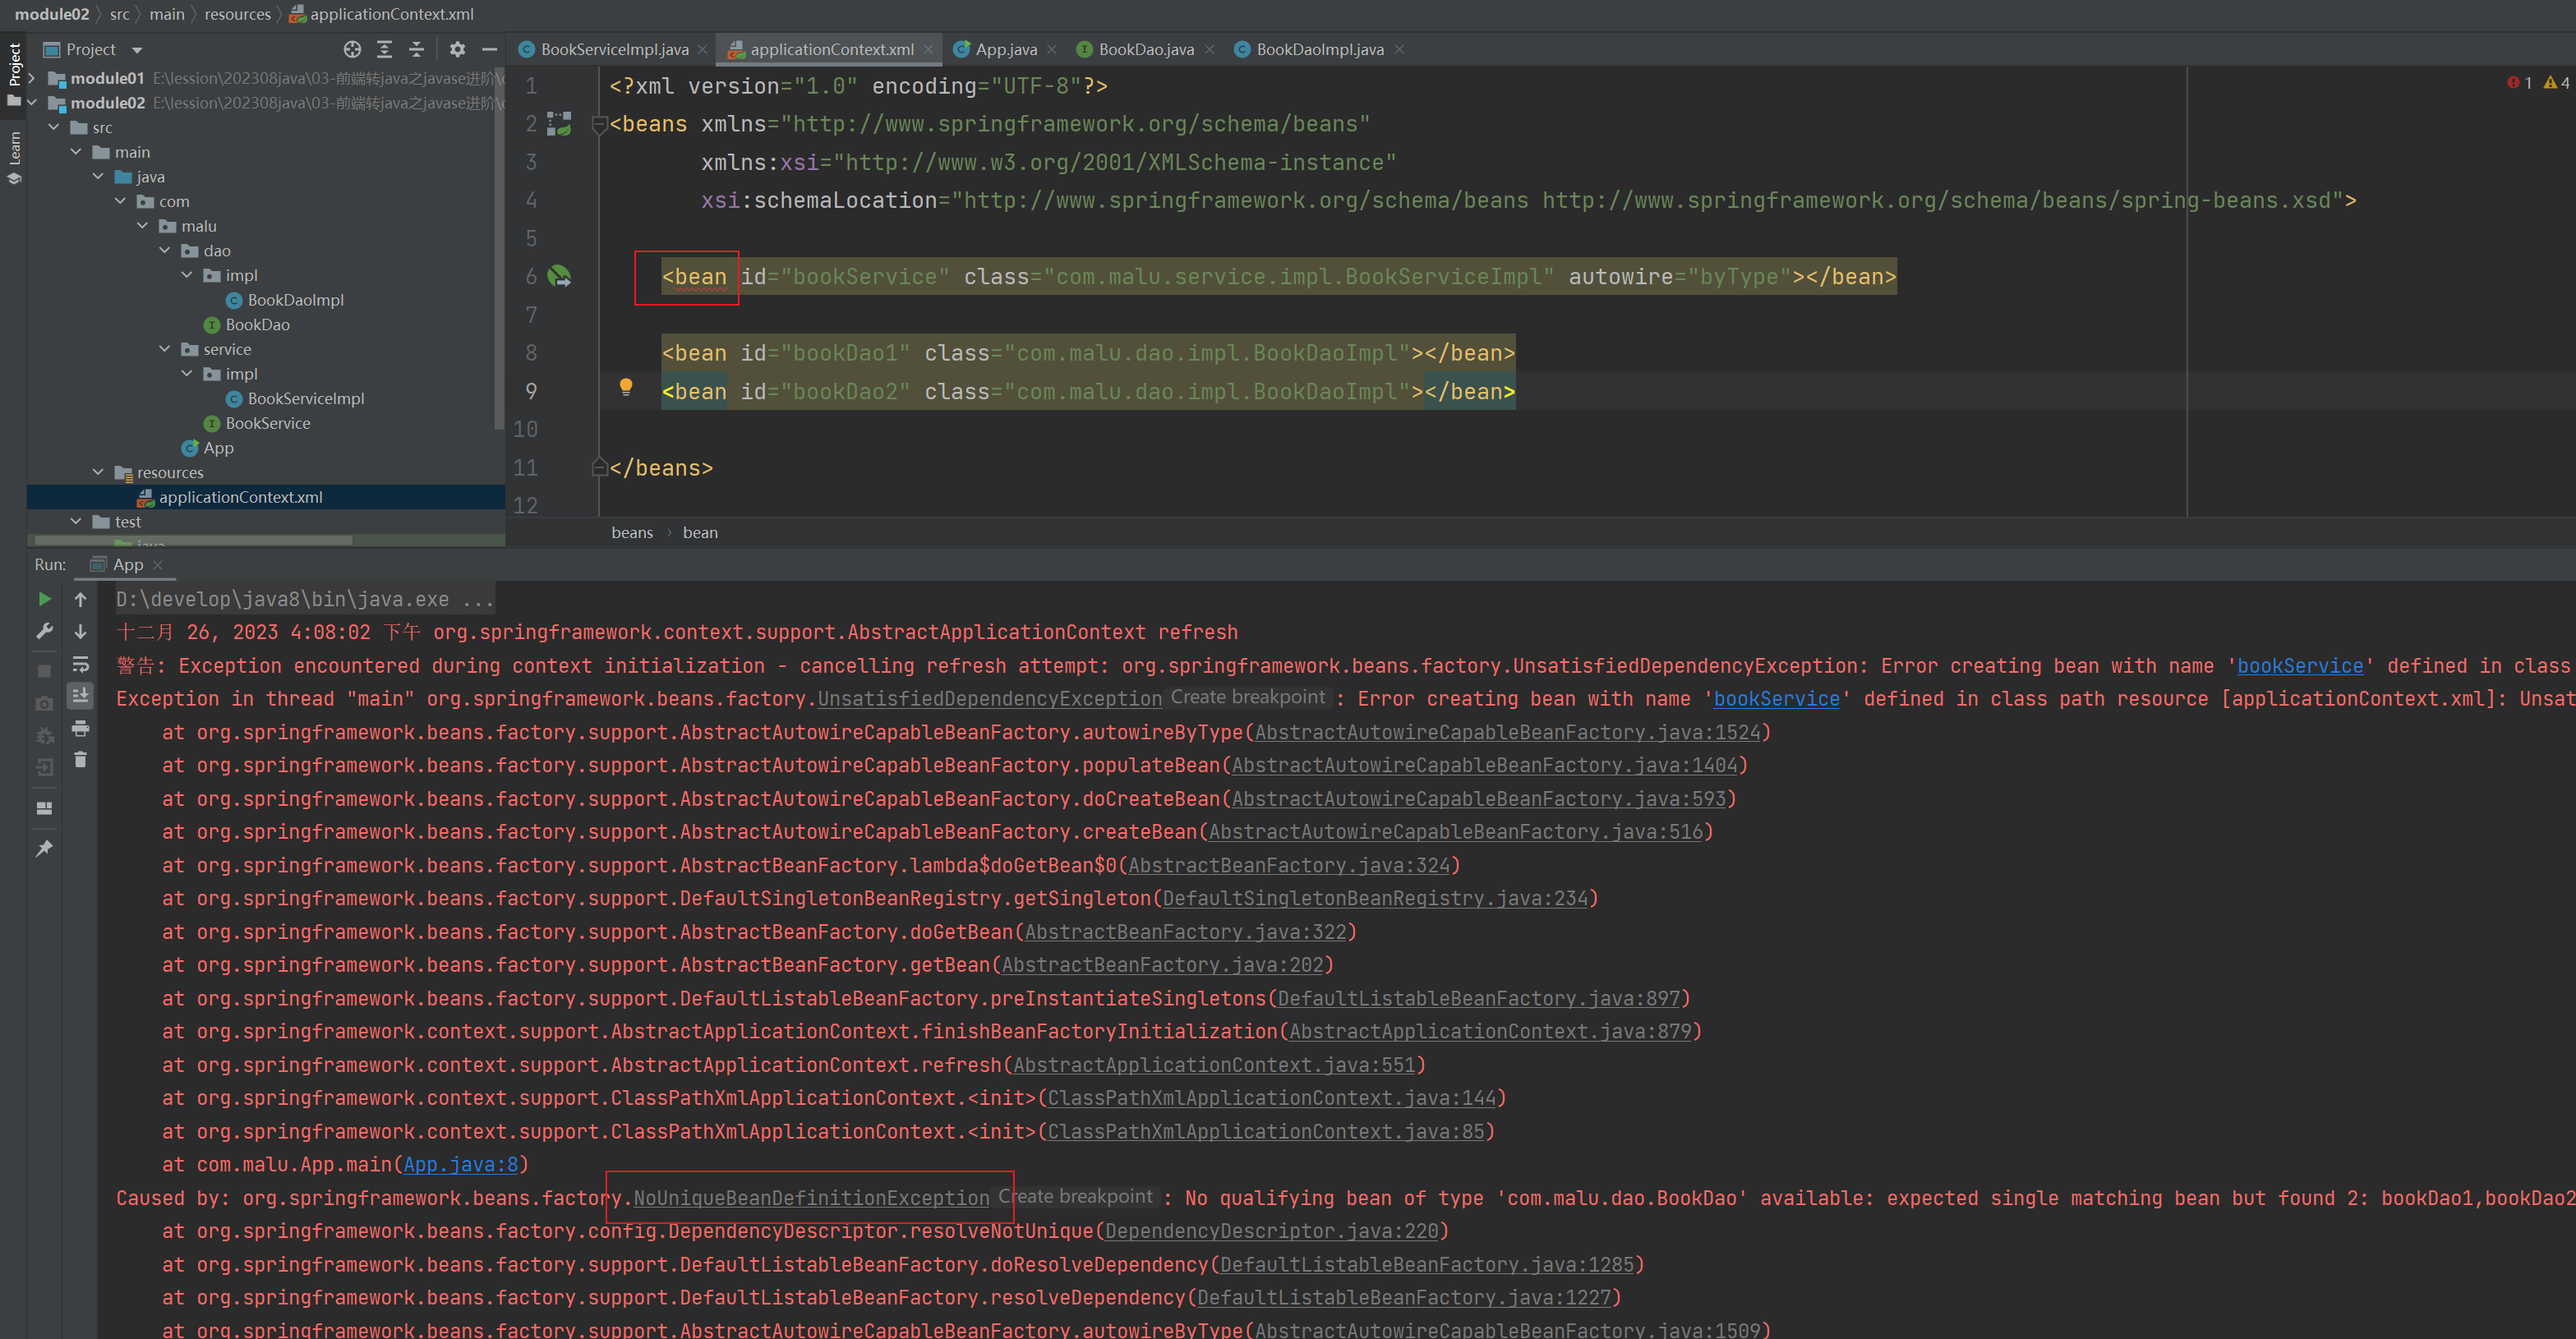 module02 〉 src 〉 main 〉 resources 〉 applicationContext.xml
Project
Learn
Project
module01 E:\lession\202308java\03-前端转java之javase进阶\
module02 E:\lession\202308java\03-前端转java之javase进阶\
src
main
java
com
malu
dao
impl
BookDaoImpl
BookDao
service
impl
BookServiceImpl
BookService
App
resources
applicationContext.xml
test
java
BookServiceImpl.java × applicationContext.xml × App.java × BookDao.java × BookDaoImpl.java ×
1 4
1 <?xml version="1.0" encoding="UTF-8"?>
2 <beans xmlns="http://www.springframework.org/schema/beans"
3 xmlns:xsi="http://www.w3.org/2001/XMLSchema-instance"
4 xsi:schemaLocation="http://www.springframework.org/schema/beans http://www.springframework.org/schema/beans/spring-beans.xsd">
5
6 <bean id="bookService" class="com.malu.service.impl.BookServiceImpl" autowire="byType"></bean>
7
8 <bean id="bookDao1" class="com.malu.dao.impl.BookDaoImpl"></bean>
9 <bean id="bookDao2" class="com.malu.dao.impl.BookDaoImpl"></bean>
10
11 </beans>
12
beans › bean
Run: App ×
D:\develop\java8\bin\java.exe ...
十二月 26, 2023 4:08:02 下午 org.springframework.context.support.AbstractApplicationContext refresh
警告: Exception encountered during context initialization - cancelling refresh attempt: org.springframework.beans.factory.UnsatisfiedDependencyException: Error creating bean with name 'bookService' defined in class
Exception in thread "main" org.springframework.beans.factory.UnsatisfiedDependencyException Create breakpoint : Error creating bean with name 'bookService' defined in class path resource [applicationContext.xml]: Unsat
at org.springframework.beans.factory.support.AbstractAutowireCapableBeanFactory.autowireByType(AbstractAutowireCapableBeanFactory.java:1524)
at org.springframework.beans.factory.support.AbstractAutowireCapableBeanFactory.populateBean(AbstractAutowireCapableBeanFactory.java:1404)
at org.springframework.beans.factory.support.AbstractAutowireCapableBeanFactory.doCreateBean(AbstractAutowireCapableBeanFactory.java:593)
at org.springframework.beans.factory.support.AbstractAutowireCapableBeanFactory.createBean(AbstractAutowireCapableBeanFactory.java:516)
at org.springframework.beans.factory.support.AbstractBeanFactory.lambda$doGetBean$0(AbstractBeanFactory.java:324)
at org.springframework.beans.factory.support.DefaultSingletonBeanRegistry.getSingleton(DefaultSingletonBeanRegistry.java:234)
at org.springframework.beans.factory.support.AbstractBeanFactory.doGetBean(AbstractBeanFactory.java:322)
at org.springframework.beans.factory.support.AbstractBeanFactory.getBean(AbstractBeanFactory.java:202)
at org.springframework.beans.factory.support.DefaultListableBeanFactory.preInstantiateSingletons(DefaultListableBeanFactory.java:897)
at org.springframework.context.support.AbstractApplicationContext.finishBeanFactoryInitialization(AbstractApplicationContext.java:879)
at org.springframework.context.support.AbstractApplicationContext.refresh(AbstractApplicationContext.java:551)
at org.springframework.context.support.ClassPathXmlApplicationContext.<init>(ClassPathXmlApplicationContext.java:144)
at org.springframework.context.support.ClassPathXmlApplicationContext.<init>(ClassPathXmlApplicationContext.java:85)
at com.malu.App.main(App.java:8)
Caused by: org.springframework.beans.factory.NoUniqueBeanDefinitionException Create breakpoint : No qualifying bean of type 'com.malu.dao.BookDao' available: expected single matching bean but found 2: bookDao1,bookDao2
at org.springframework.beans.factory.config.DependencyDescriptor.resolveNotUnique(DependencyDescriptor.java:220)
at org.springframework.beans.factory.support.DefaultListableBeanFactory.doResolveDependency(DefaultListableBeanFactory.java:1285)
at org.springframework.beans.factory.support.DefaultListableBeanFactory.resolveDependency(DefaultListableBeanFactory.java:1227)
at org.springframework.beans.factory.support.AbstractAutowireCapableBeanFactory.autowireByType(AbstractAutowireCapableBeanFactory.java:1509)